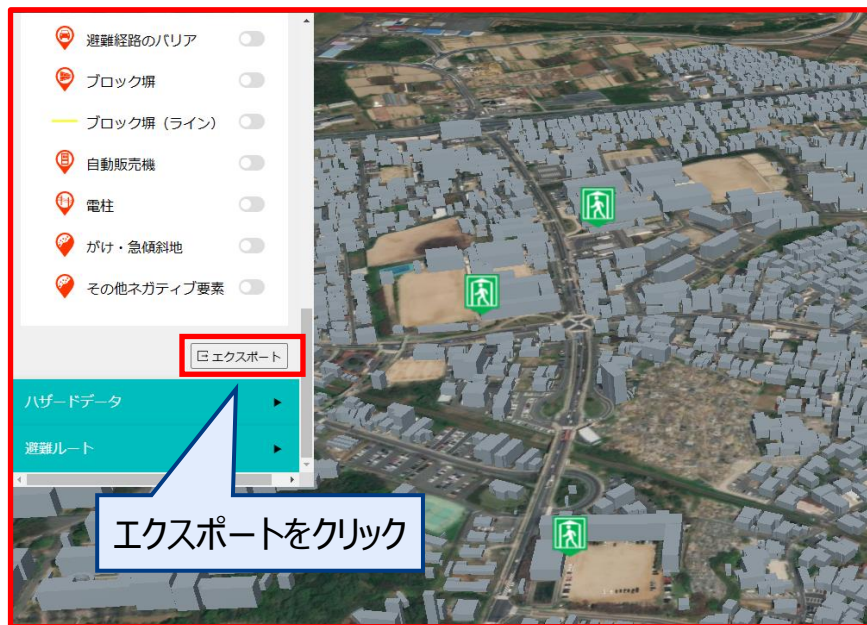 避難経路のバリア
ブロック塀
ブロック塀（ライン）
自動販売機
電柱
がけ・急傾斜地
その他ネガティブ要素
エクスポート
ハザードデータ
避難ルート
エクスポートをクリック